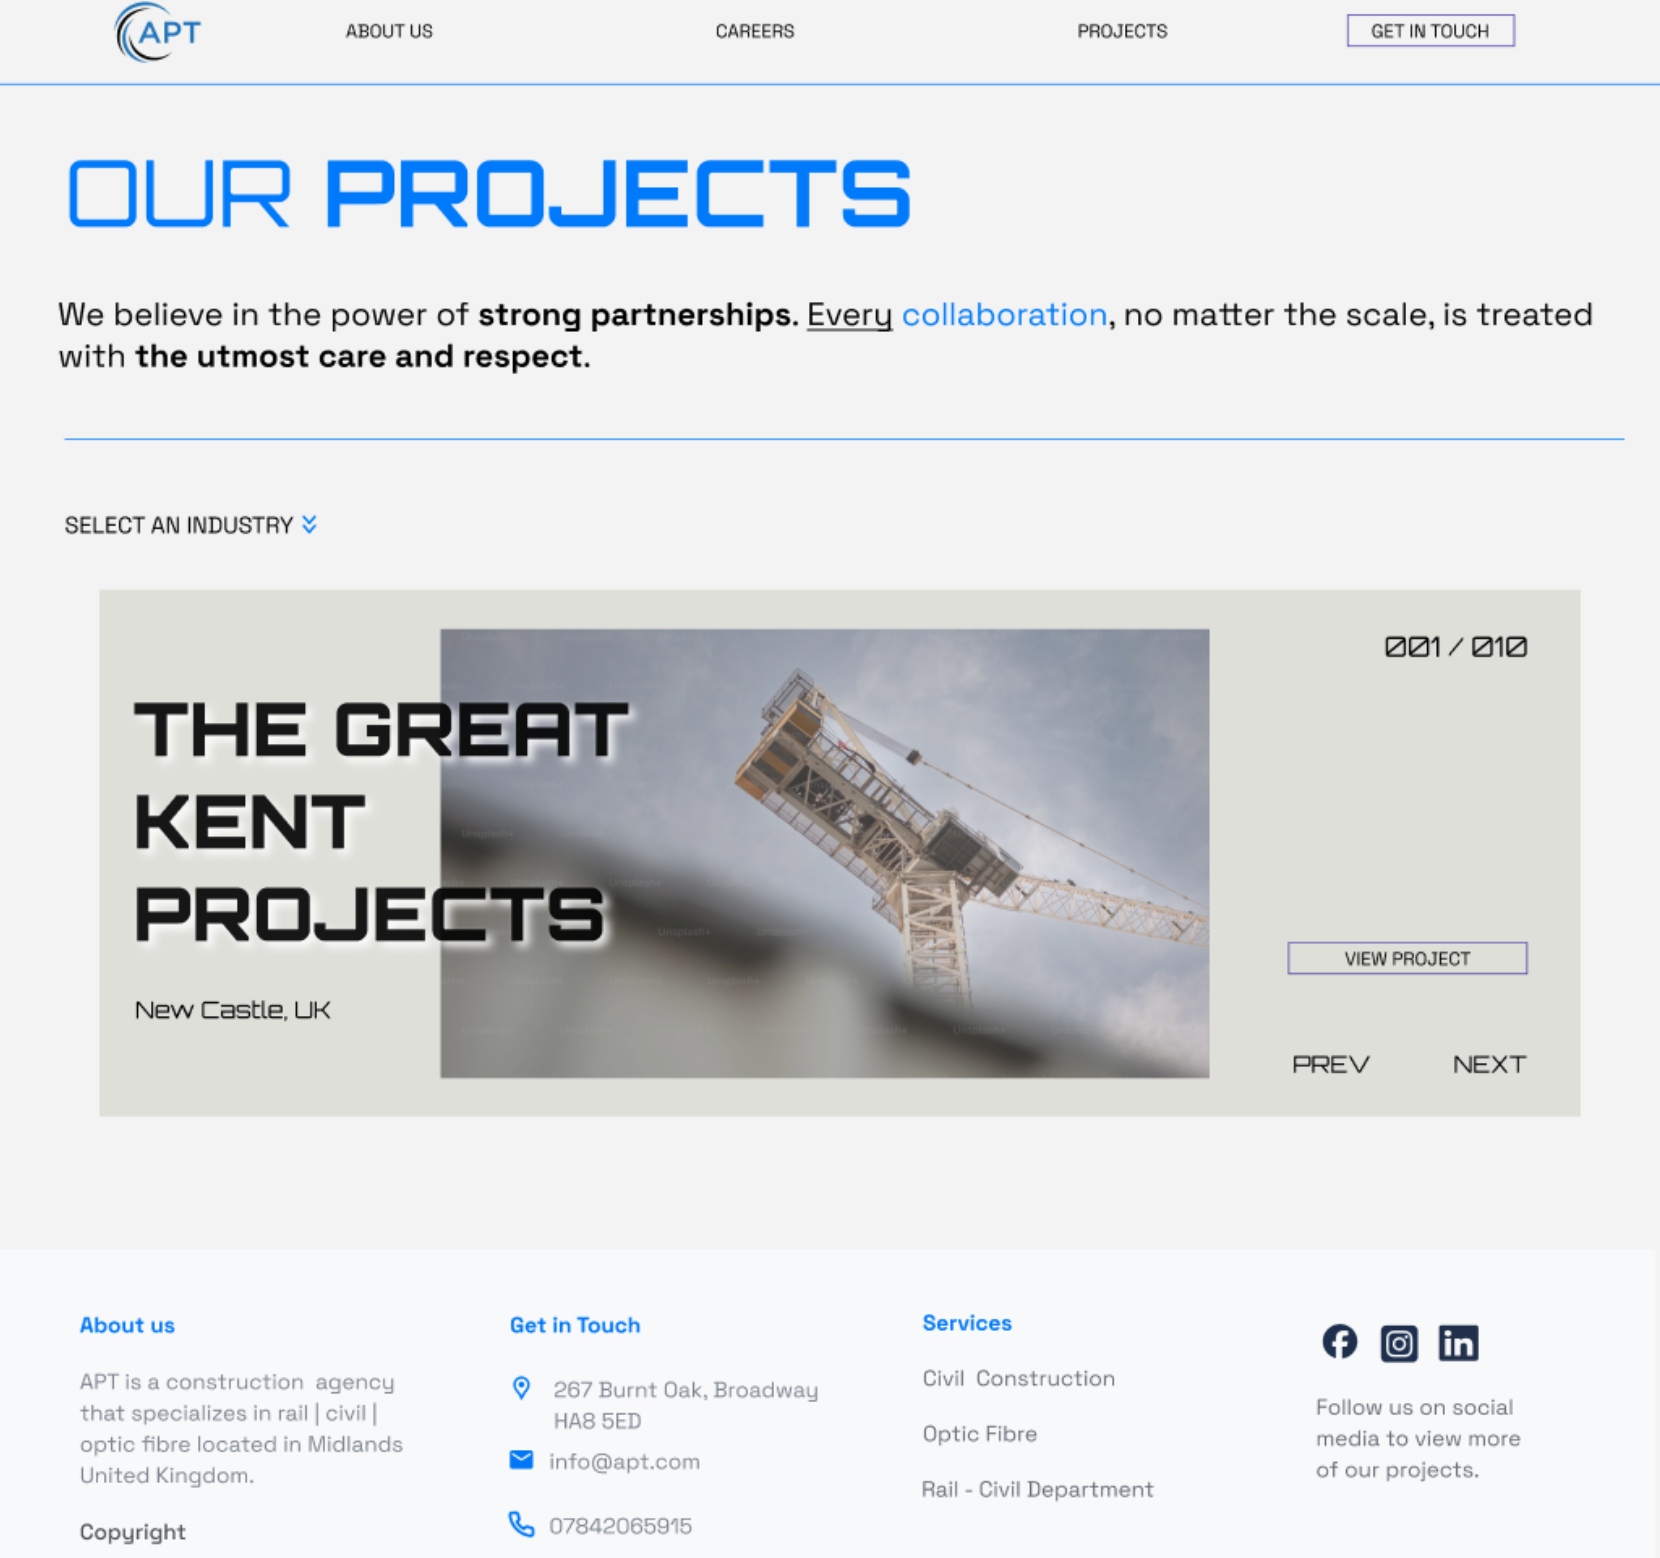 APT
ABOUT US
CAREERS
PROJECTS
GET IN TOUCH
OUR PROJECTS
We believe in the power of strong partnerships. Every collaboration, no matter the scale, is treated
with the utmost care and respect.
SELECT AN INDUSTRY
001 / 010
THE GREAT
KENT
PROJECTS
New Castle, UK
Unsplash+
VIEW PROJECT
PREV
NEXT
About us
APT is a construction agency
that specializes in rail | civil |
optic fibre located in Midlands
United Kingdom.
Copyright
Get in Touch
267 Burnt Oak, Broadway
HA8 5ED
info@apt.com
07842065915
Services
Civil Construction
Optic Fibre
Rail - Civil Department
Follow us on social
media to view more
of our projects.